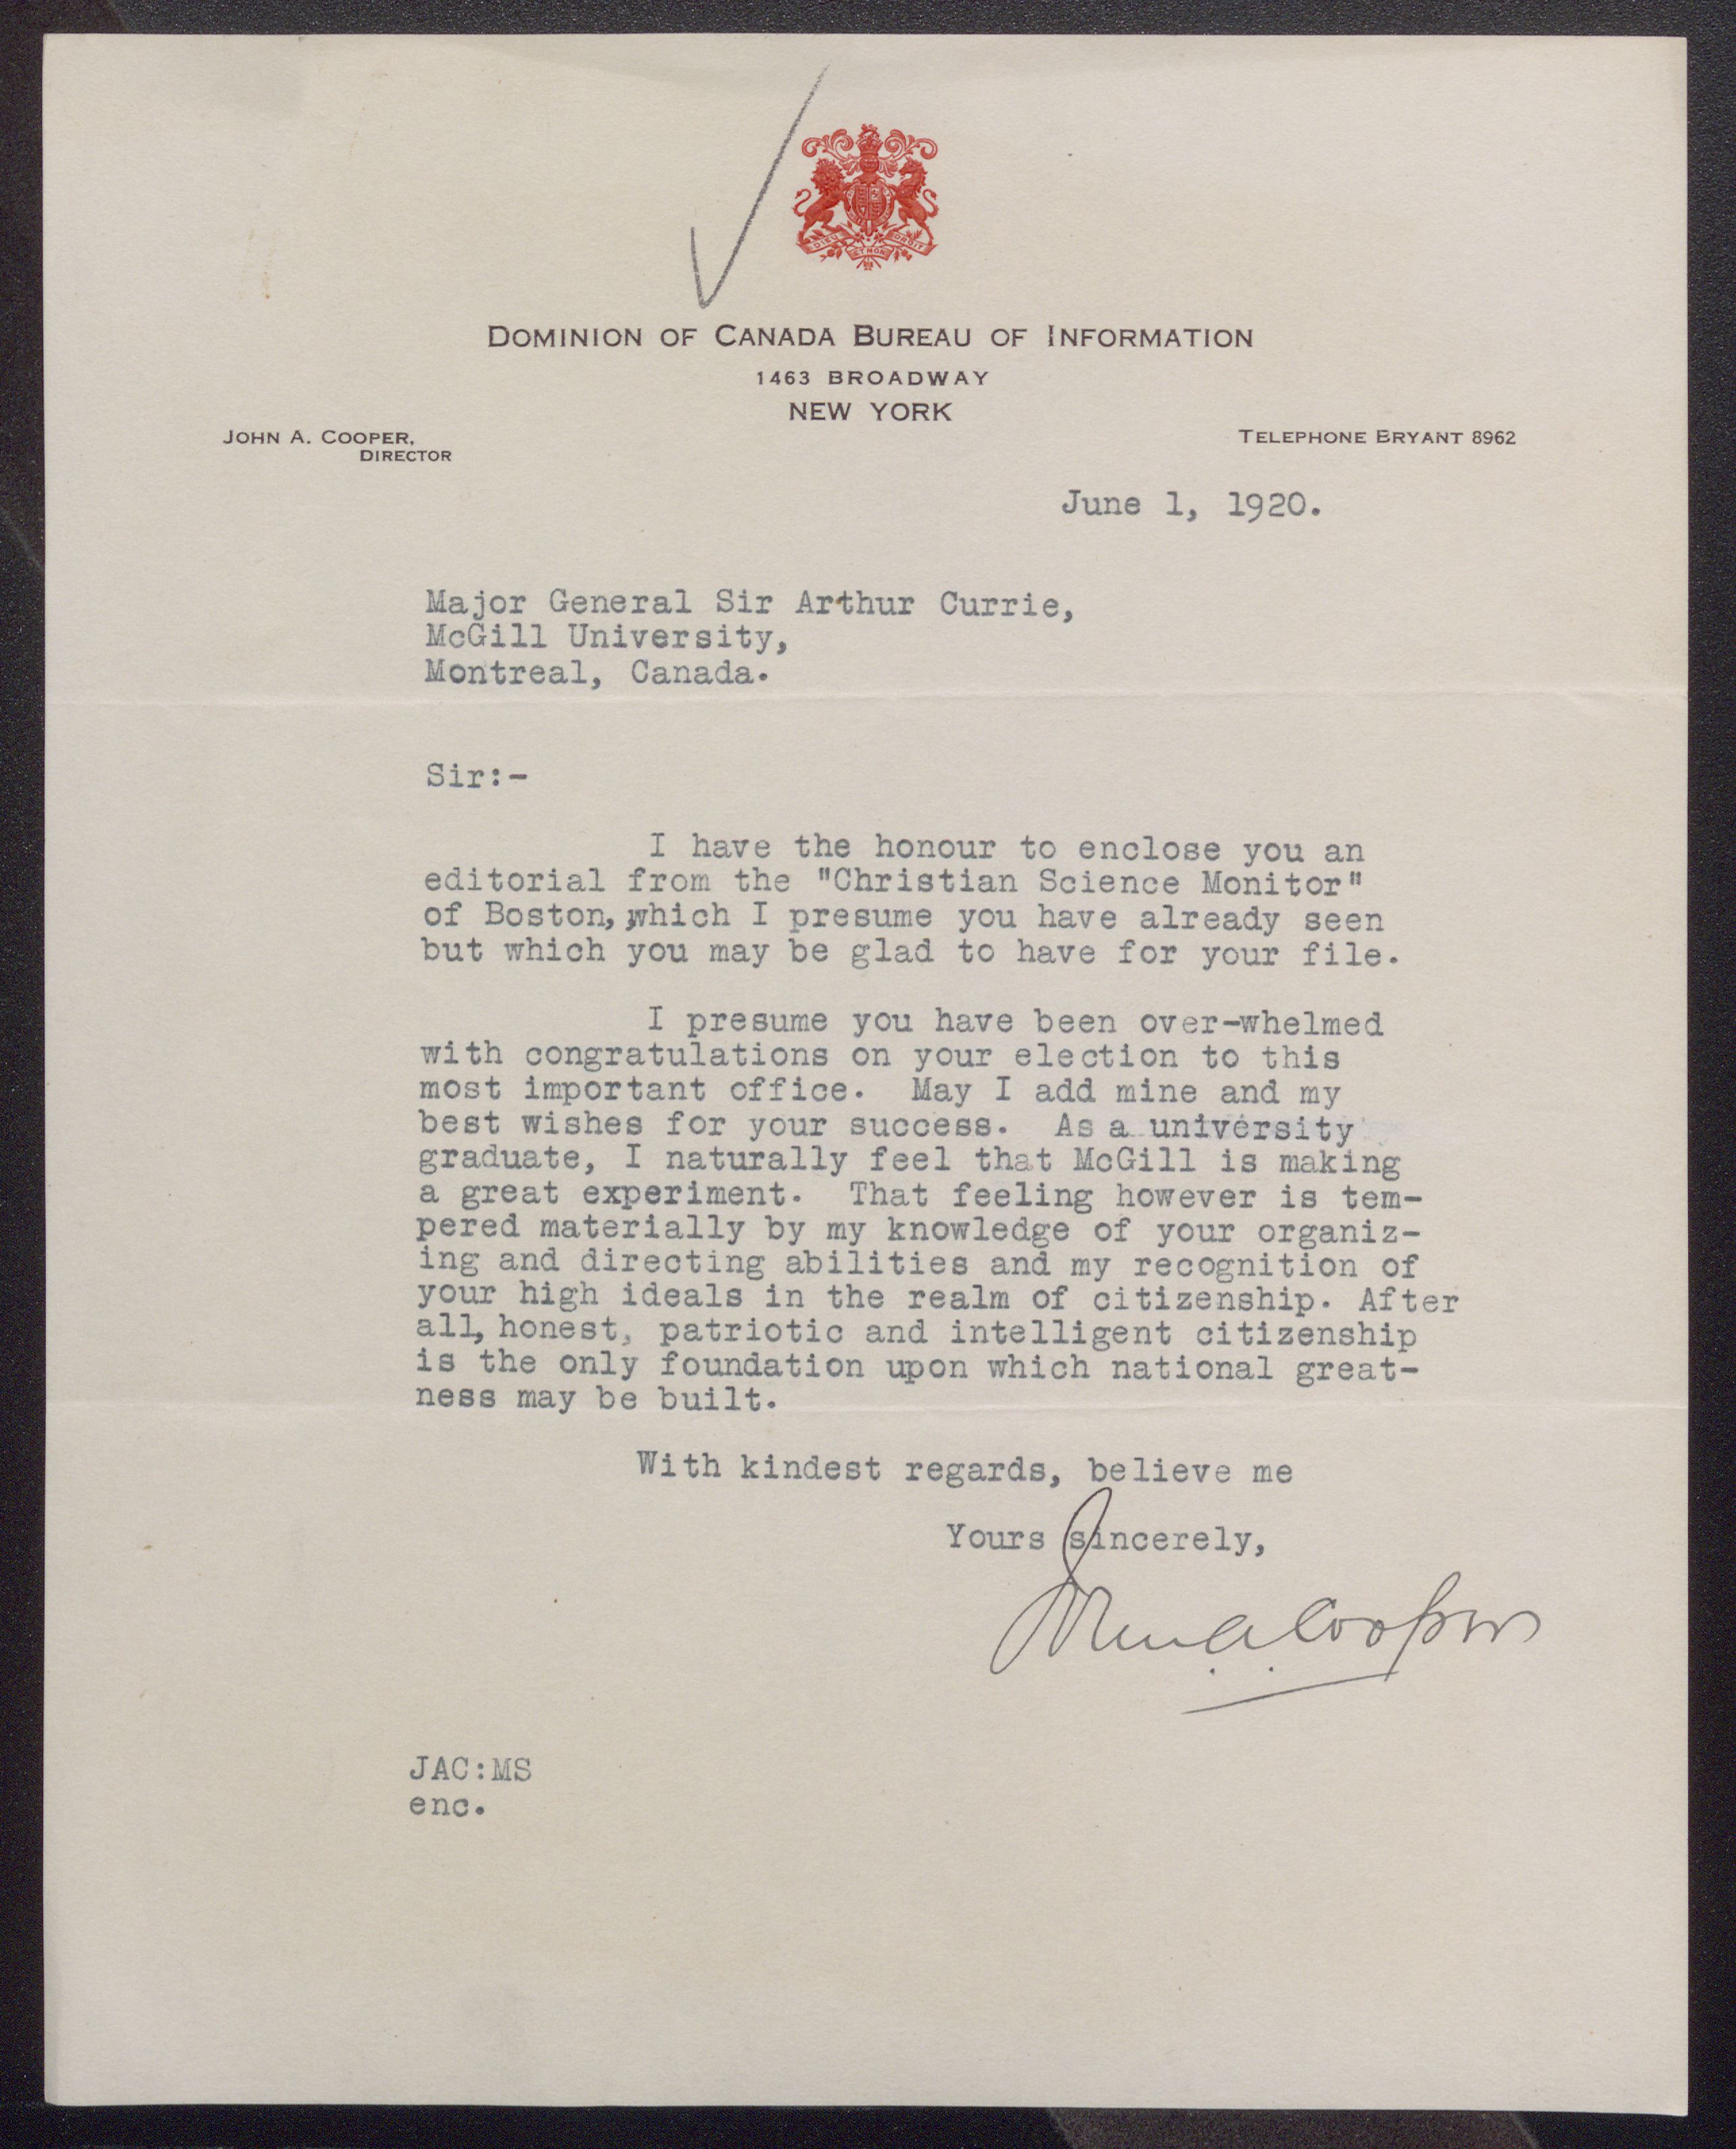 DIEU ET MON DROIT
DOMINION OF CANADA BUREAU OF INFORMATION
1463 BROADWAY
NEW YORK
JOHN A. COOPER,
DIRECTOR
TELEPHONE BRYANT 8962
June 1, 1920.
Major General Sir Arthur Currie,
McGill University,
Montreal, Canada.
Sir:-
I have the honour to enclose you an
editorial from the "Christian Science Monitor"
of Boston, which I presume you have already seen
but which you may be glad to have for your file.
I presume you have been over-whelmed
with congratulations on your election to this
most important office. May I add mine and my
best wishes for your success. As a university
graduate, I naturally feel that McGill is making
a great experiment. That feeling however is tem-
pered materially by my knowledge of your organiz-
ing and directing abilities and my recognition of
your high ideals in the realm of citizenship. After
all, honest, patriotic and intelligent citizenship
is the only foundation upon which national great-
ness may be built.
With kindest regards, believe me
Yours sincerely,
John A. Cooper
JAC:MS
enc.